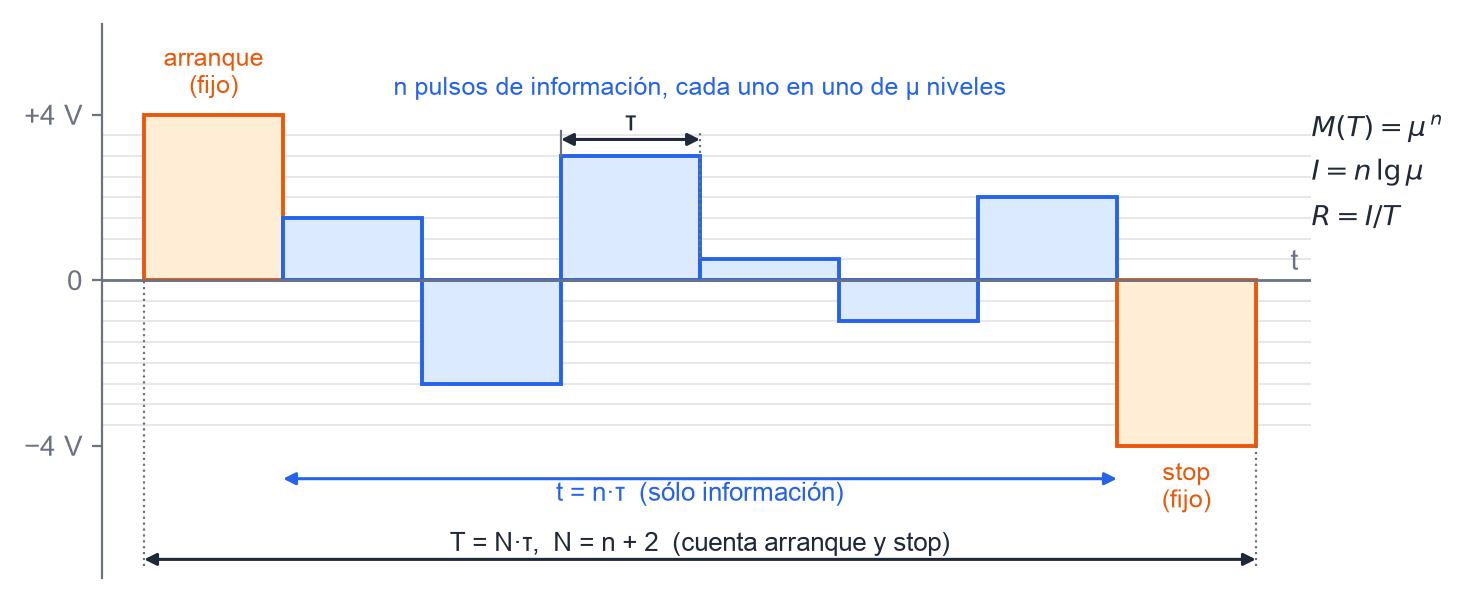 arranque
(fijo)
n pulsos de información, cada uno en uno de µ niveles
+4 V
τ
M(T) = μⁿ
I = n lg μ
R = I/T
t
0
−4 V
stop
(fijo)
t = n·τ (sólo información)
T = N·τ, N = n + 2 (cuenta arranque y stop)